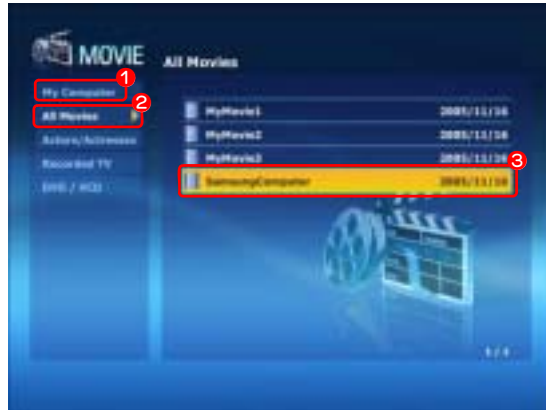 MOVIE
All Movies
My Computer
1
All Movies
2
Actors/Actresses
Recorded TV
DVD / VCD
MyMovie1 2005/11/16
MyMovie2 2005/11/16
MyMovie3 2005/11/16
3
SamsungComputer 2005/11/16
1/1